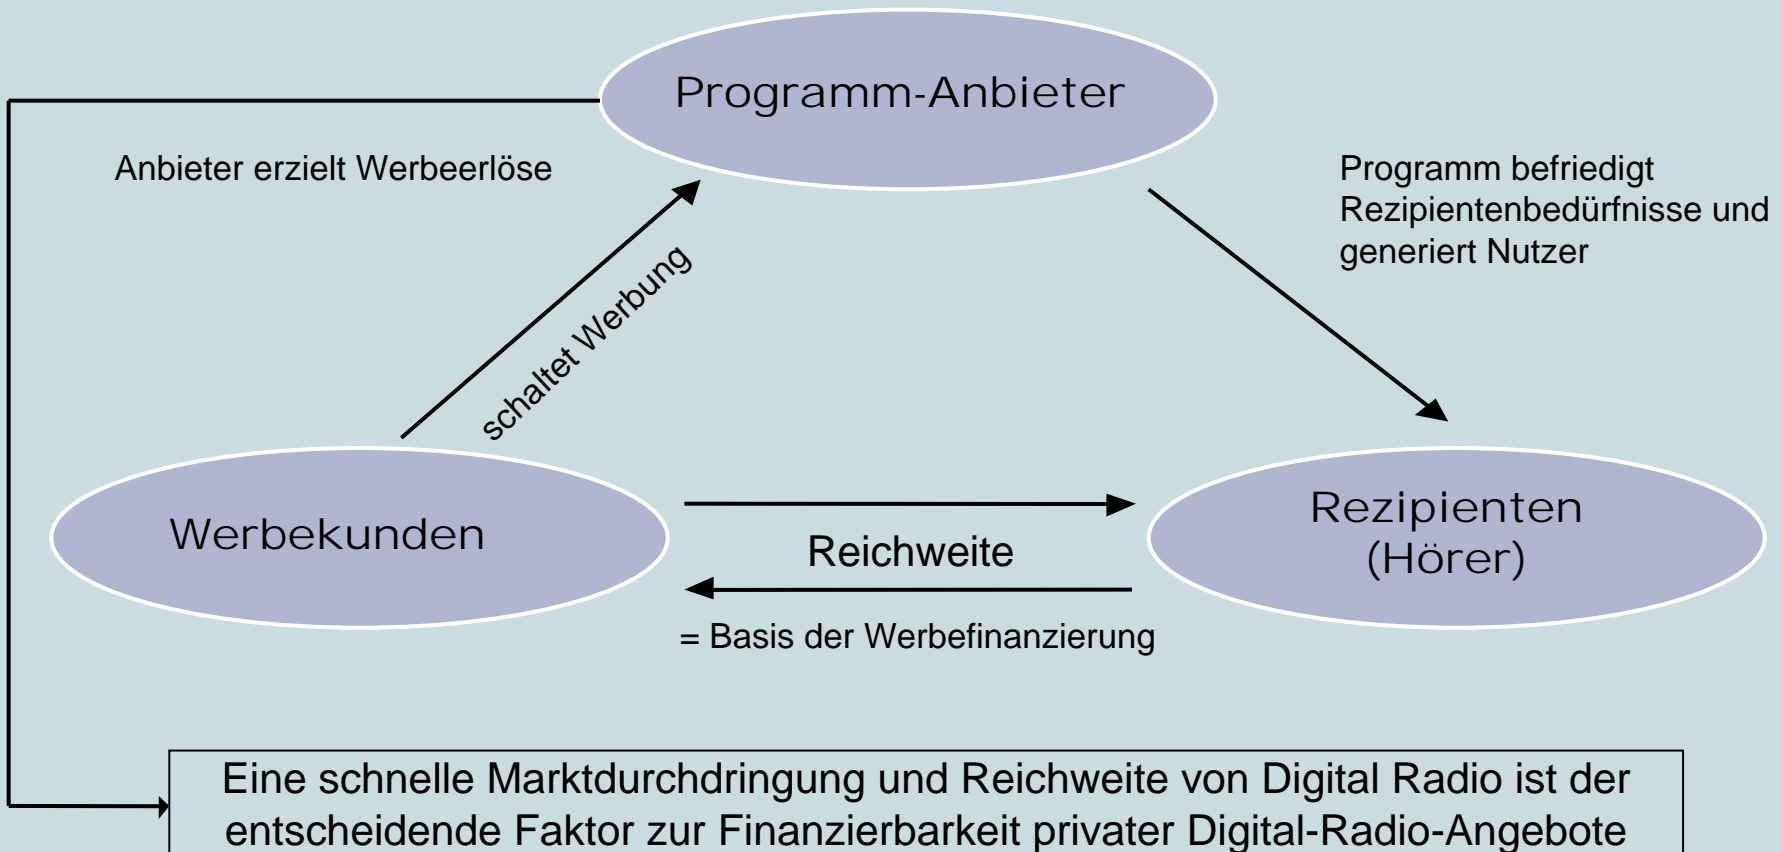 Programm-Anbieter
Anbieter erzielt Werbeerlöse
Programm befriedigt
Rezipientenbedürfnisse und
generiert Nutzer
schaltet Werbung
Werbekunden
Reichweite
Rezipienten
(Hörer)
= Basis der Werbefinanzierung
Eine schnelle Marktdurchdringung und Reichweite von Digital Radio ist der
entscheidende Faktor zur Finanzierbarkeit privater Digital-Radio-Angebote